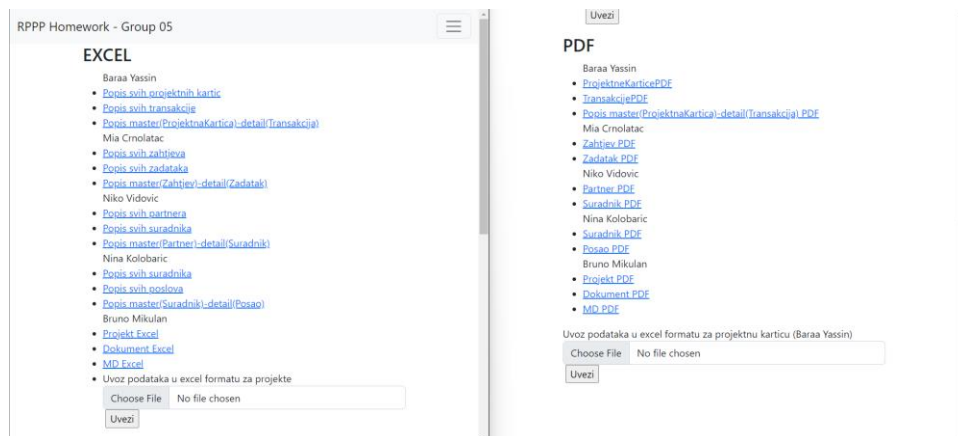 RPPP Homework - Group 05
EXCEL
Baraa Yassin
Popis svih projektnih kartic
Popis svih transakcije
Popis master(ProjektnaKartica)-detail(Transakcija)
Mia Crnolatac
Popis svih zahtjeva
Popis svih zadataka
Popis master(Zahtjev)-detail(Zadatak)
Niko Vidovic
Popis svih partnera
Popis svih suradnika
Popis master(Partner)-detail(Suradnik)
Nina Kolobaric
Popis svih suradnika
Popis svih poslova
Popis master(Suradnik)-detail(Posao)
Bruno Mikulan
Projekt Excel
Dokument Excel
MD Excel
Uvoz podataka u excel formatu za projekte
Choose File No file chosen
Uvezi
Uvezi
PDF
Baraa Yassin
ProjektneKarticePDF
TransakcijePDF
Popis master(ProjektnaKartica)-detail(Transakcija) PDF
Mia Crnolatac
Zahtjev PDF
Zadatak PDF
Niko Vidovic
Partner PDF
Suradnik PDF
Nina Kolobaric
Suradnik PDF
Posao PDF
Bruno Mikulan
Projekt PDF
Dokument PDF
MD PDF
Uvoz podataka u excel formatu za projektnu karticu (Baraa Yassin)
Choose File No file chosen
Uvezi